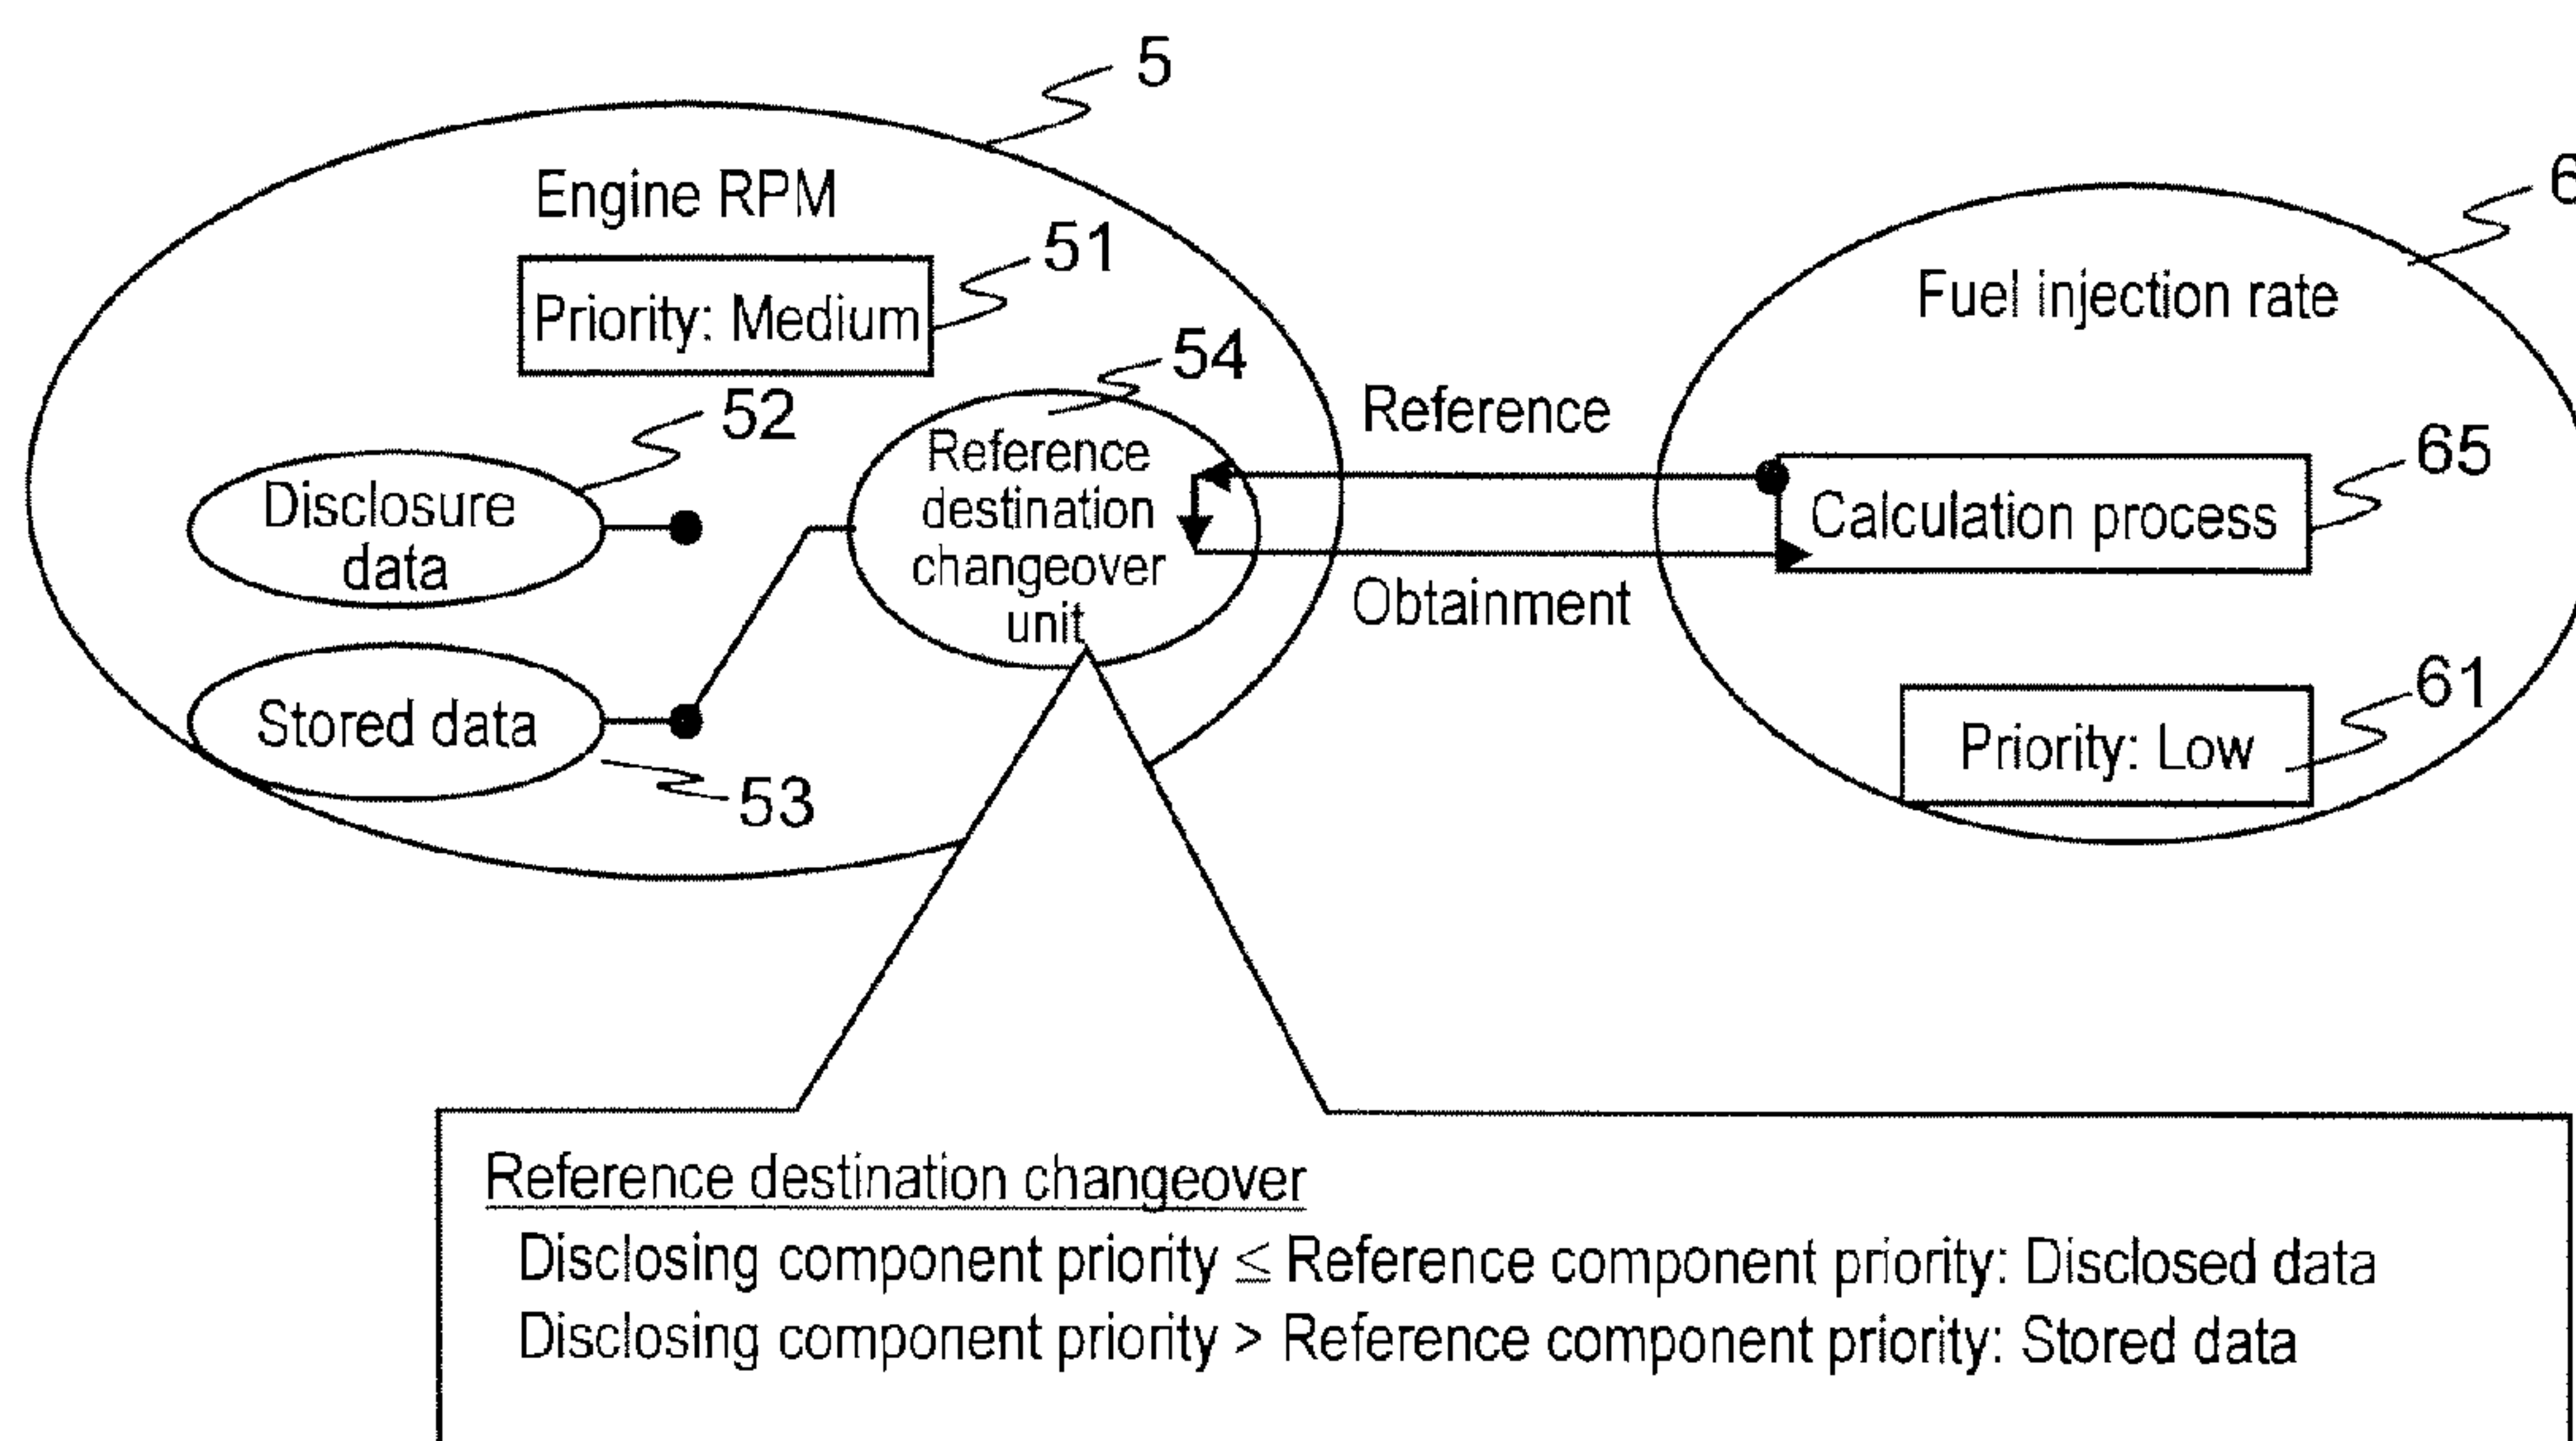 5
Engine RPM
6
51
Priority: Medium
Fuel injection rate
54
52
Reference
destination
changeover
unit
Reference
65
Disclosure
data
Calculation process
Obtainment
Stored data
53
61
Priority: Low
Reference destination changeover
Disclosing component priority ≤ Reference component priority: Disclosed data
Disclosing component priority > Reference component priority: Stored data